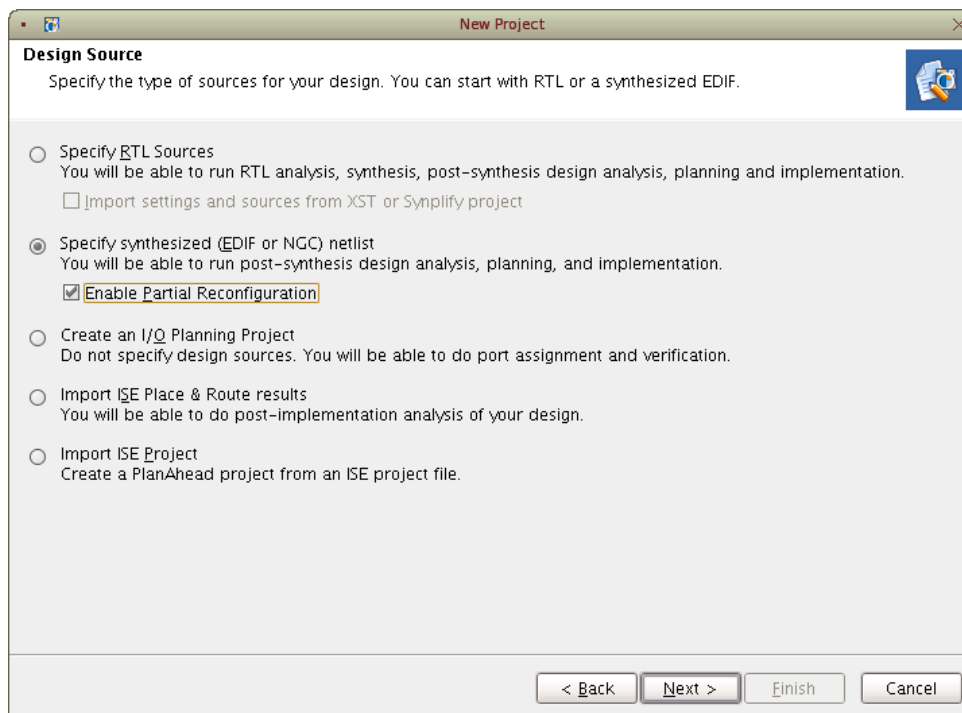 New Project
Design Source
Specify the type of sources for your design. You can start with RTL or a synthesized EDIF.
Specify RTL Sources
You will be able to run RTL analysis, synthesis, post-synthesis design analysis, planning and implementation.
Import settings and sources from XST or Synplify project
Specify synthesized (EDIF or NGC) netlist
You will be able to run post-synthesis design analysis, planning, and implementation.
Enable Partial Reconfiguration
Create an I/O Planning Project
Do not specify design sources. You will be able to do port assignment and verification.
Import ISE Place & Route results
You will be able to do post-implementation analysis of your design.
Import ISE Project
Create a PlanAhead project from an ISE project file.
< Back Next > Finish Cancel